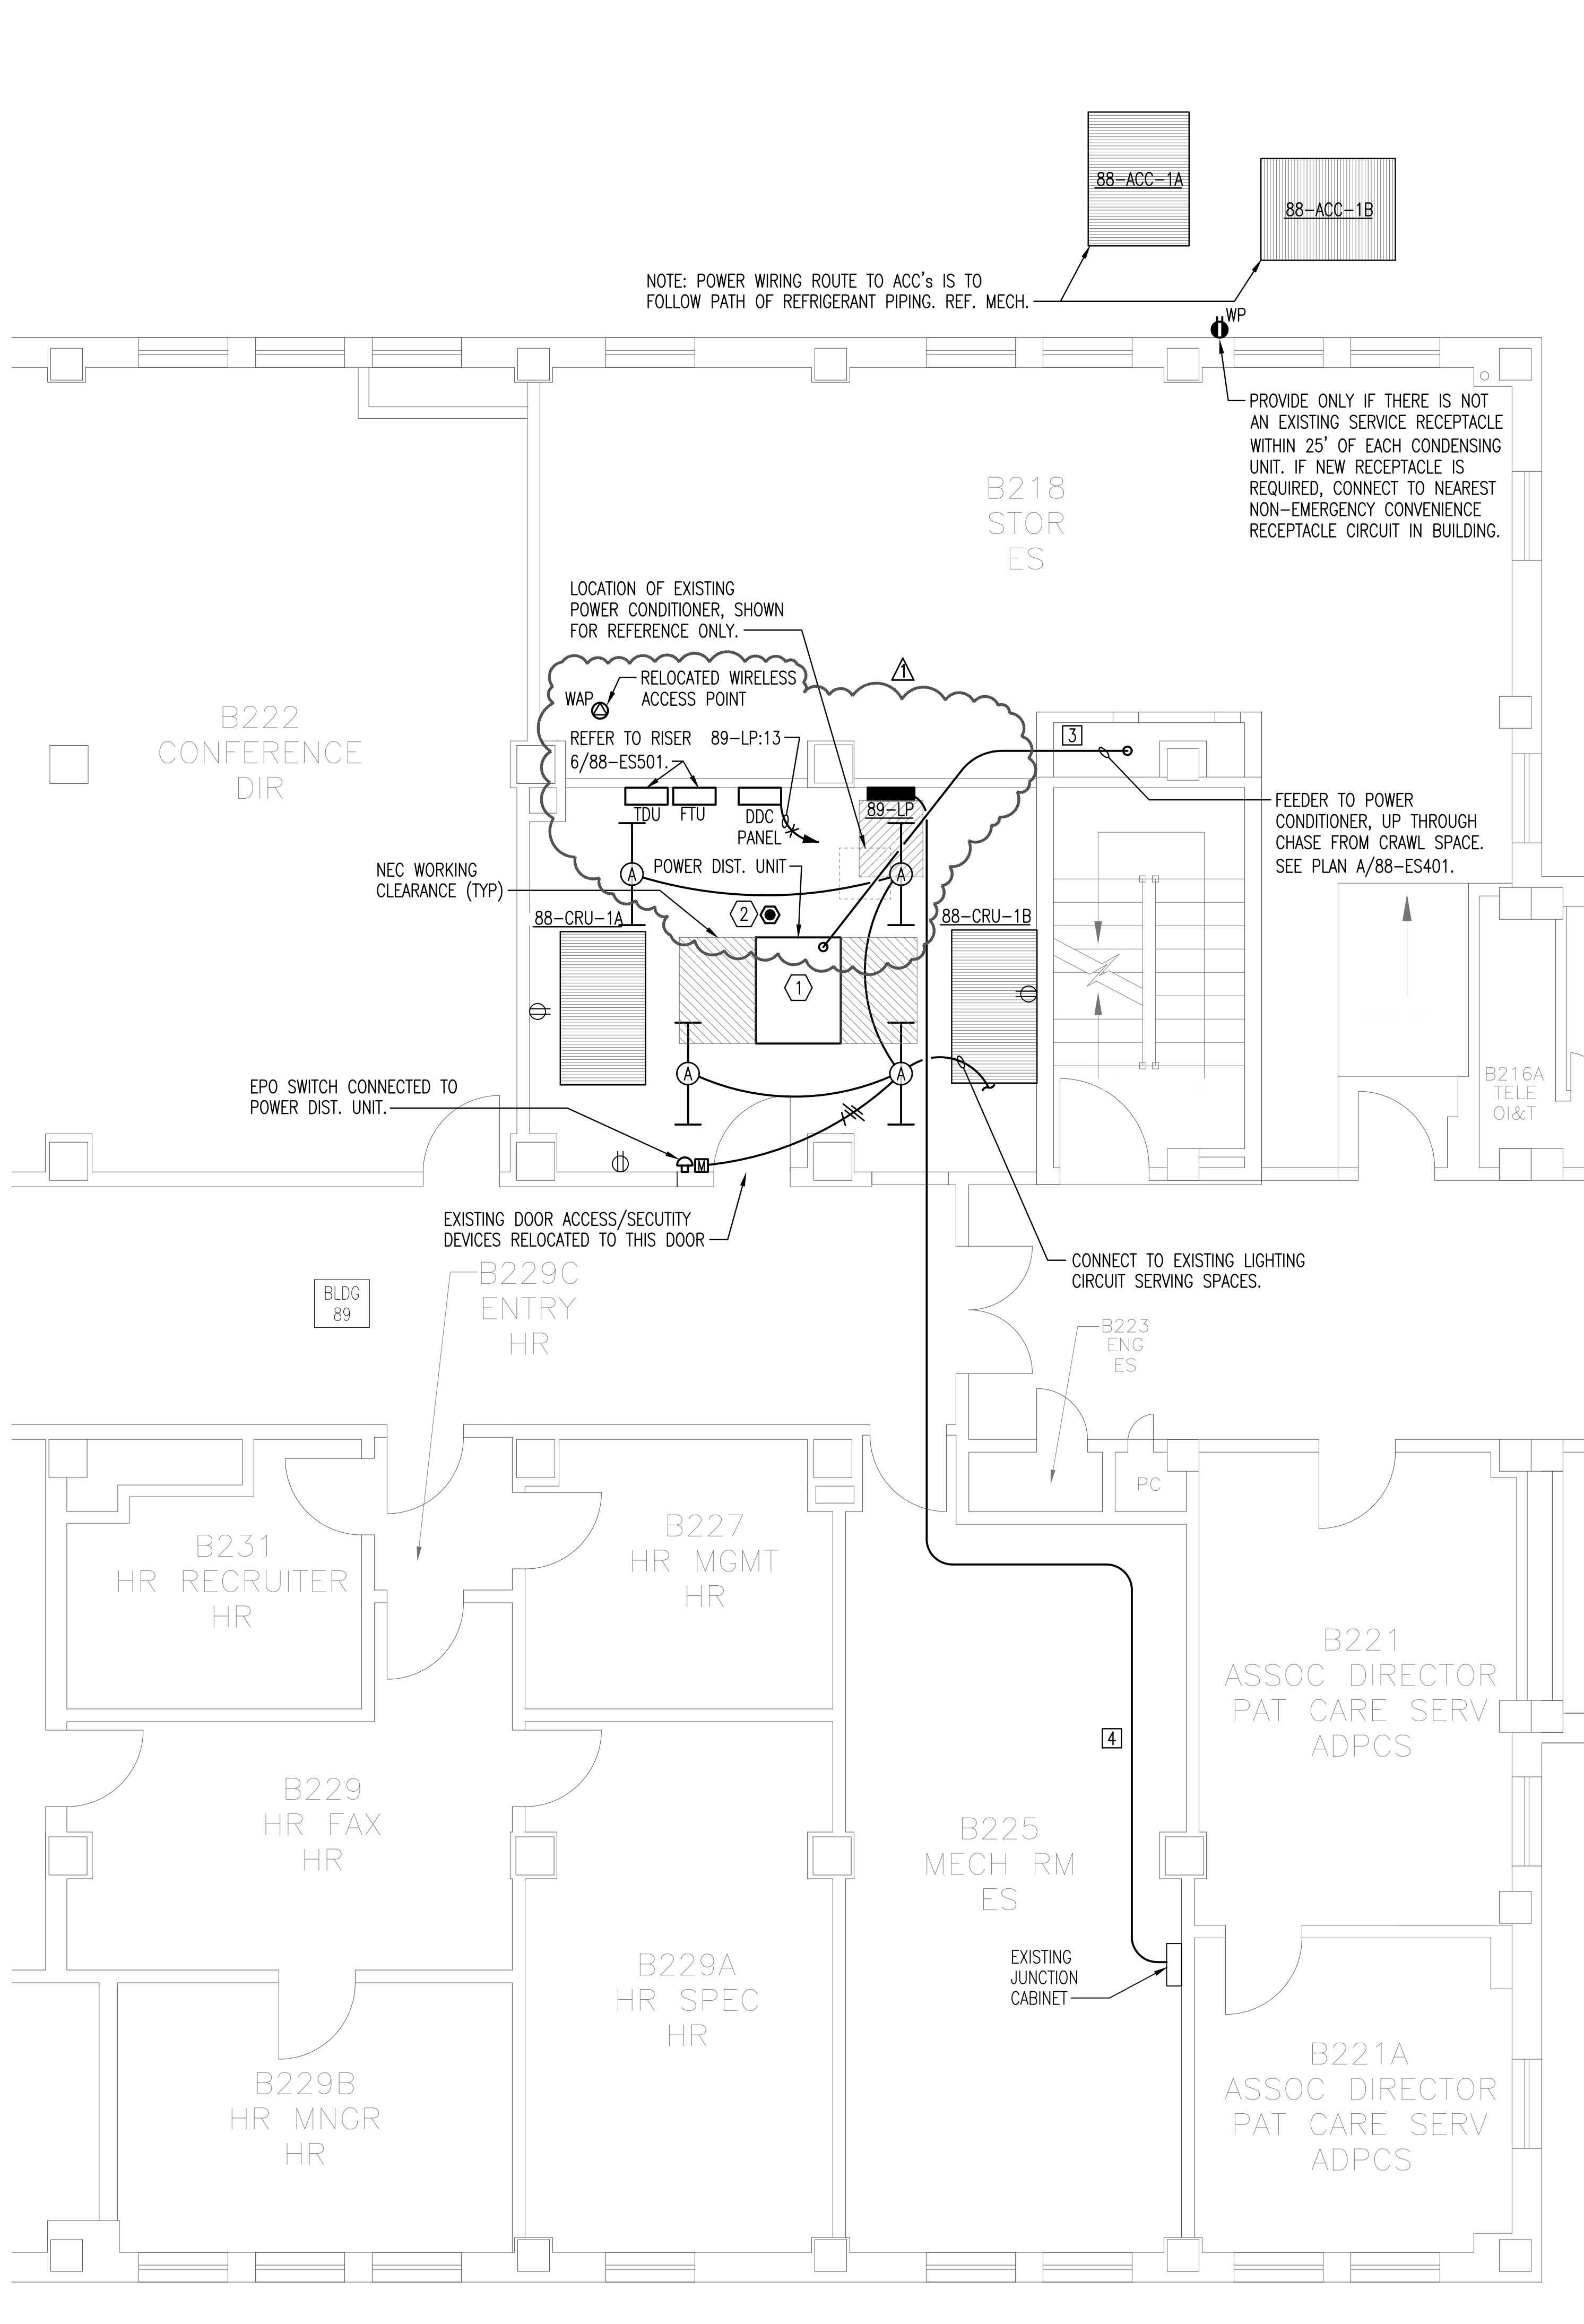 88-ACC-1A
88-ACC-1B
NOTE: POWER WIRING ROUTE TO ACC's IS TO
FOLLOW PATH OF REFRIGERANT PIPING. REF. MECH.
WP
PROVIDE ONLY IF THERE IS NOT
AN EXISTING SERVICE RECEPTACLE
WITHIN 25' OF EACH CONDENSING
UNIT. IF NEW RECEPTACLE IS
REQUIRED, CONNECT TO NEAREST
NON-EMERGENCY CONVENIENCE
RECEPTACLE CIRCUIT IN BUILDING.
B218
STOR
ES
LOCATION OF EXISTING
POWER CONDITIONER, SHOWN
FOR REFERENCE ONLY.
1
RELOCATED WIRELESS
ACCESS POINT
WAP
B222
CONFERENCE
DIR
REFER TO RISER
6/88-ES501.
89-LP:13
3
TDU
FTU
DDC
PANEL
89-LP
FEEDER TO POWER
CONDITIONER, UP THROUGH
CHASE FROM CRAWL SPACE.
SEE PLAN A/88-ES401.
NEC WORKING
CLEARANCE (TYP)
POWER DIST. UNIT
A
A
2
88-CRU-1A
88-CRU-1B
1
A
A
B216A
TELE
OI&T
EPO SWITCH CONNECTED TO
POWER DIST. UNIT.
M
EXISTING DOOR ACCESS/SECUTITY
DEVICES RELOCATED TO THIS DOOR
CONNECT TO EXISTING LIGHTING
CIRCUIT SERVING SPACES.
BLDG
89
B229C
ENTRY
HR
B223
ENG
ES
PC
B231
HR RECRUITER
HR
B227
HR MGMT
HR
B221
ASSOC DIRECTOR
PAT CARE SERV
ADPCS
4
B229
HR FAX
HR
B225
MECH RM
ES
B229A
HR SPEC
HR
EXISTING
JUNCTION
CABINET
B229B
HR MNGR
HR
B221A
ASSOC DIRECTOR
PAT CARE SERV
ADPCS